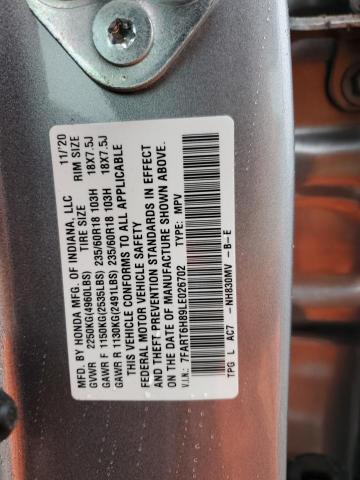 MFD. BY HONDA MFG. OF INDIANA, LLC 11/'20
TIRE SIZE RIM SIZE
GVWR 2250KG(4960LBS)
GAWR F 1150KG(2535LBS) 235/60R18 103H 18X7.5J
GAWR R 1130KG(2491LBS) 235/60R18 103H 18X7.5J
THIS VEHICLE CONFORMS TO ALL APPLICABLE
FEDERAL MOTOR VEHICLE SAFETY
AND THEFT PREVENTION STANDARDS IN EFFECT
ON THE DATE OF MANUFACTURE SHOWN ABOVE.
V.I.N.: 7FART6H89LE026702 TYPE: MPV
TPG L AC7 -NH830MV -B-E